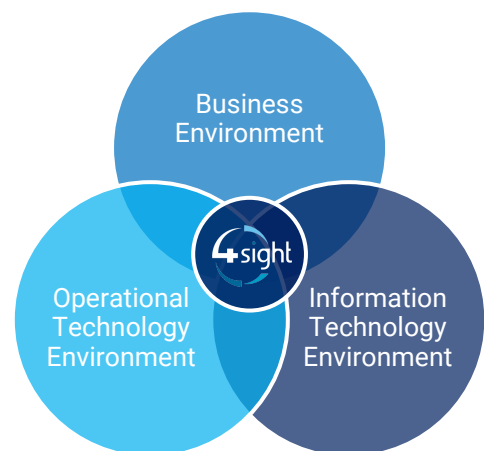 Business
Environment
4sight
Operational
Technology
Environment
Information
Technology
Environment